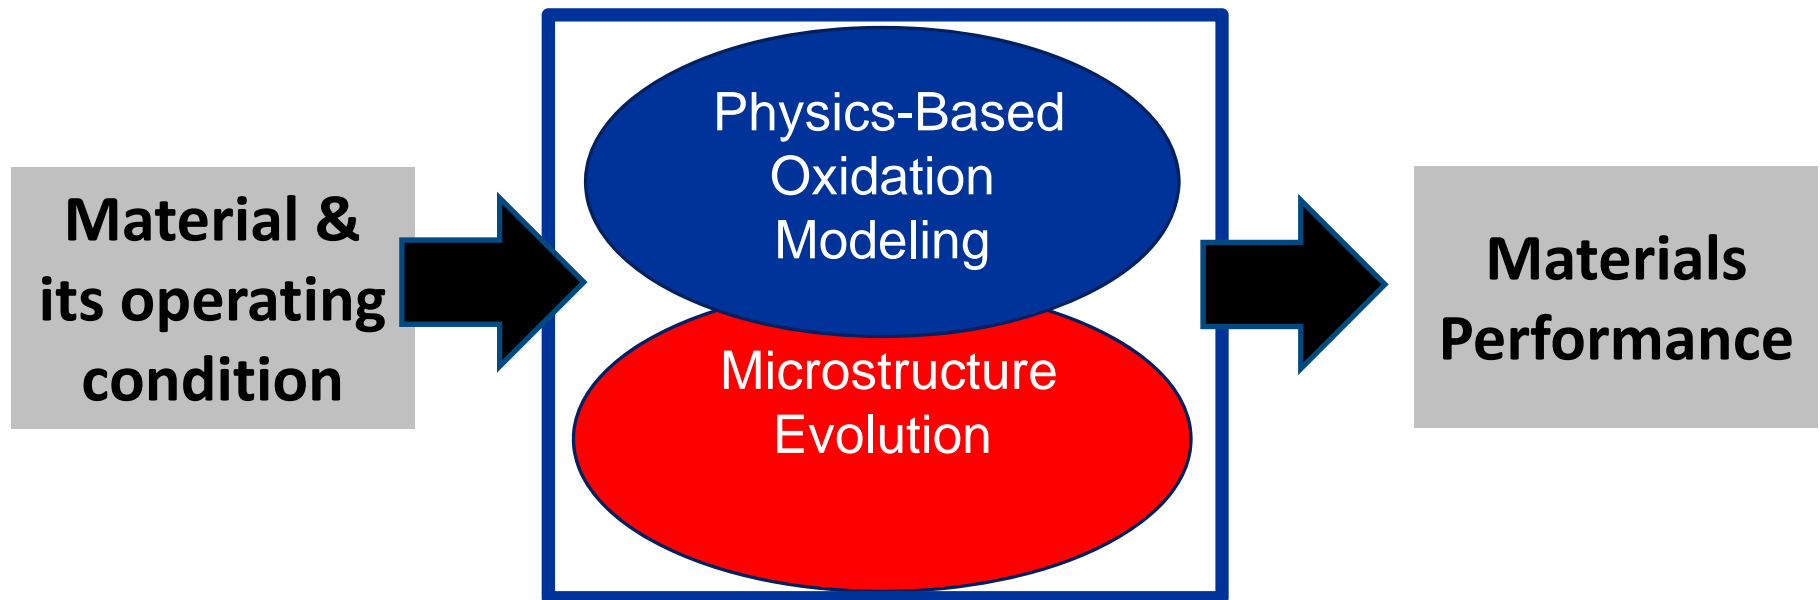 Material &
its operating
condition
Physics-Based
Oxidation
Modeling
Microstructure
Evolution
Materials
Performance